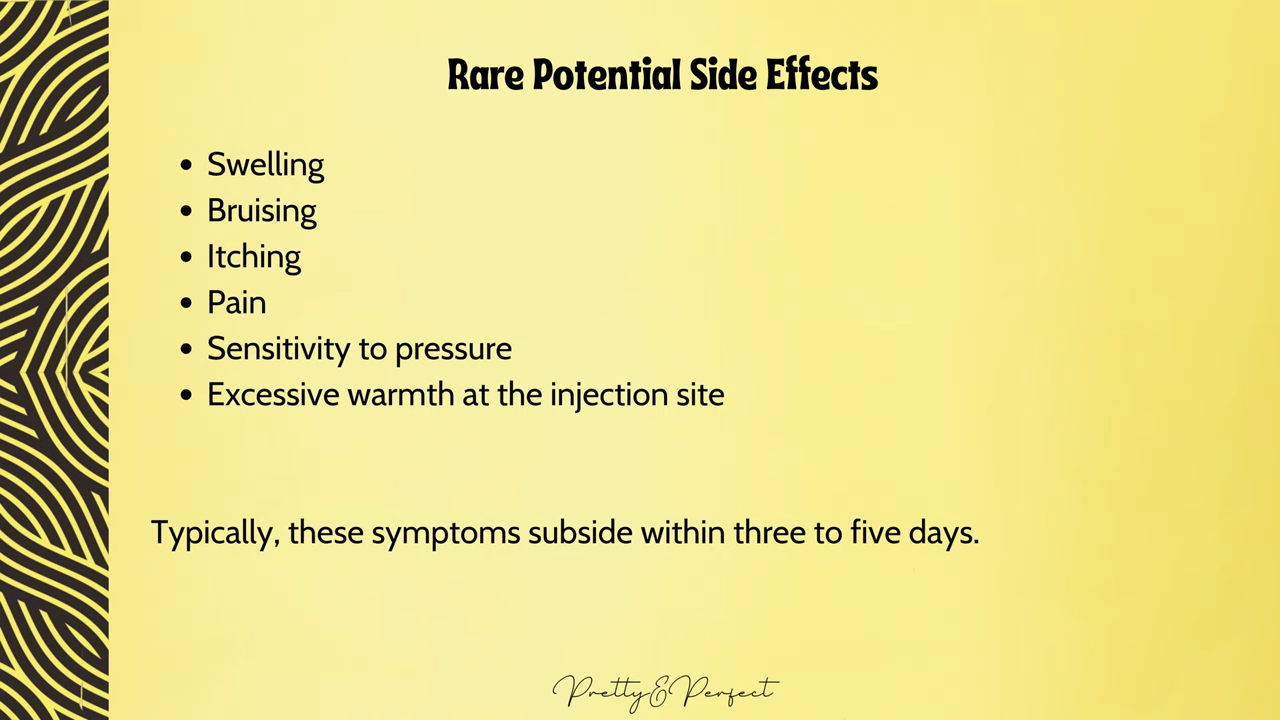 Rare Potential Side Effects
• Swelling
• Bruising
• Itching
• Pain
• Sensitivity to pressure
• Excessive warmth at the injection site
Typically, these symptoms subside within three to five days.
Pretty&Perfect